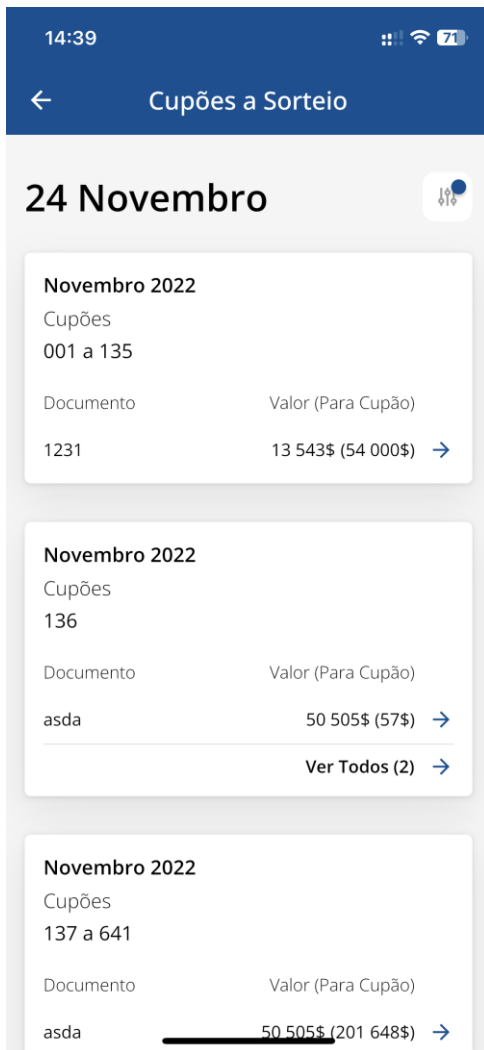 14:39
71
Cupões a Sorteio
24 Novembro
Novembro 2022
Cupões
001 a 135
Documento Valor (Para Cupão)
1231 13 543$ (54 000$)
Novembro 2022
Cupões
136
Documento Valor (Para Cupão)
asda 50 505$ (57$)
Ver Todos (2)
Novembro 2022
Cupões
137 a 641
Documento Valor (Para Cupão)
asda 50 505$ (201 648$)